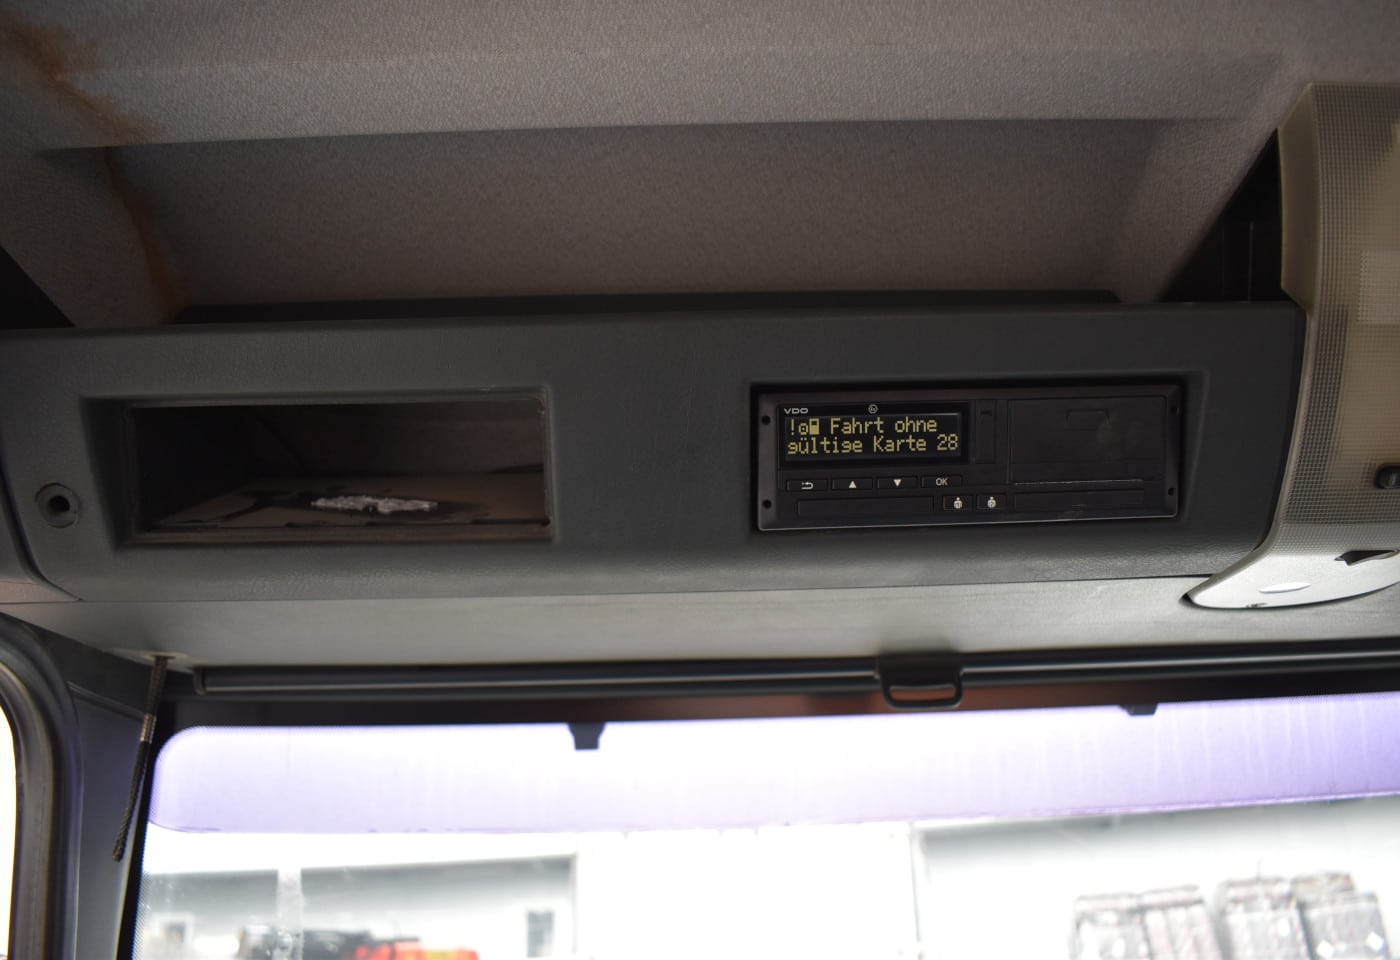 VDO
!⊙ Fahrt ohne
gültige Karte 28
OK